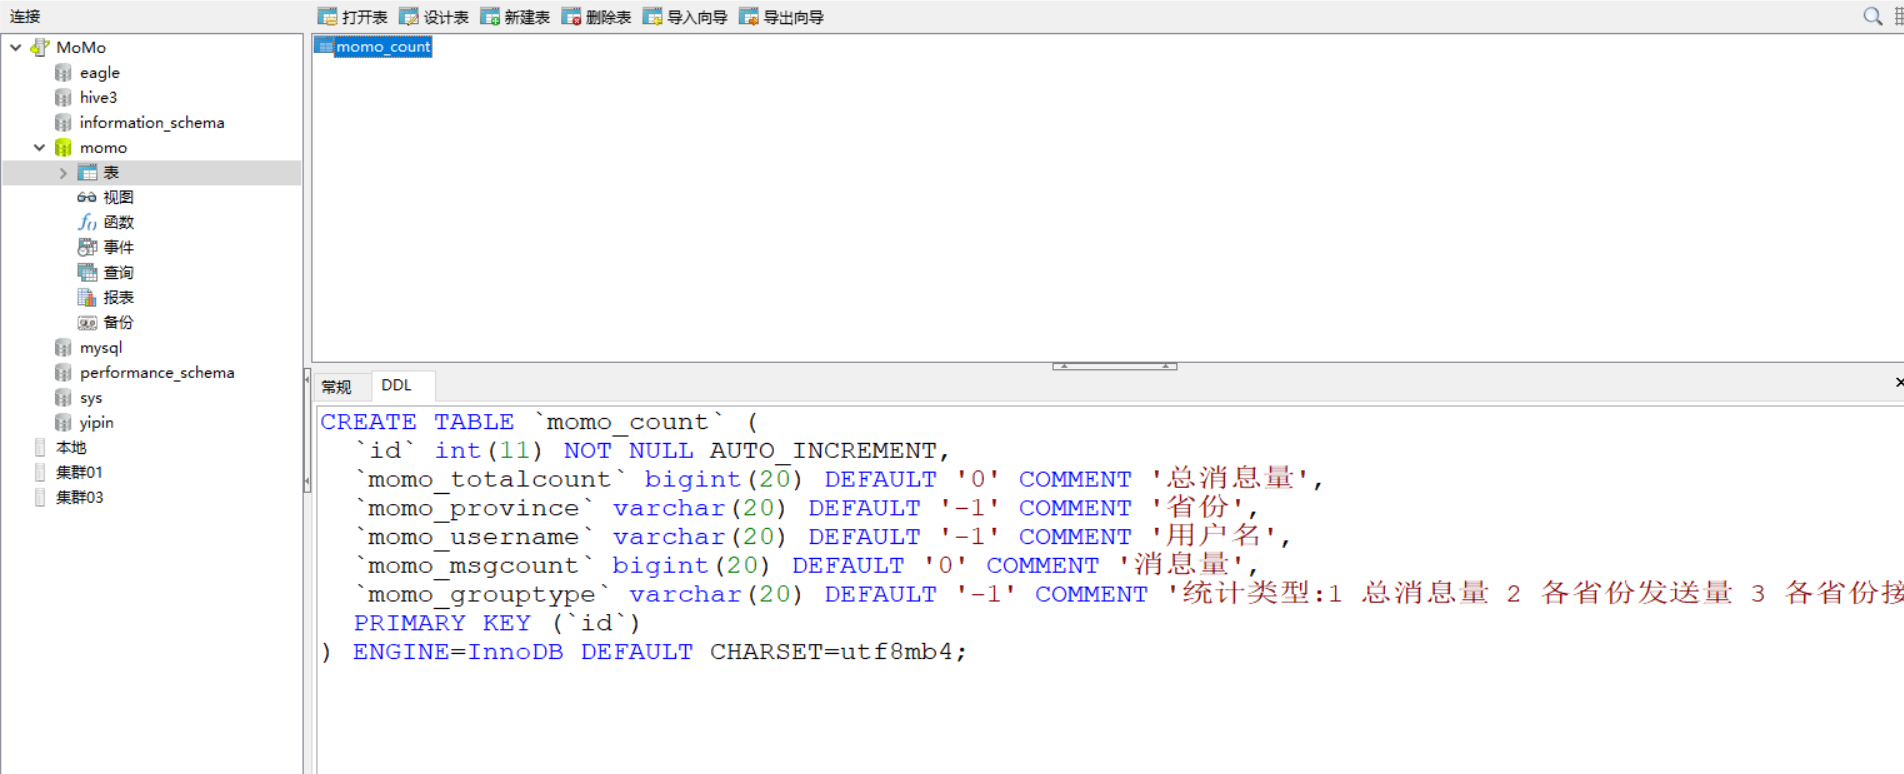 连接
打开表 设计表 新建表 删除表 导入向导 导出向导
MoMo
eagle
hive3
information_schema
momo
表
视图
函数
事件
查询
报表
备份
mysql
performance_schema
sys
yipin
本地
集群01
集群03
momo_count
常规 DDL
CREATE TABLE `momo_count` (
`id` int(11) NOT NULL AUTO_INCREMENT,
`momo_totalcount` bigint(20) DEFAULT '0' COMMENT '总消息量',
`momo_province` varchar(20) DEFAULT '-1' COMMENT '省份',
`momo_username` varchar(20) DEFAULT '-1' COMMENT '用户名',
`momo_msgcount` bigint(20) DEFAULT '0' COMMENT '消息量',
`momo_grouptype` varchar(20) DEFAULT '-1' COMMENT '统计类型:1 总消息量 2 各省份发送量 3 各省份接
PRIMARY KEY (`id`)
) ENGINE=InnoDB DEFAULT CHARSET=utf8mb4;